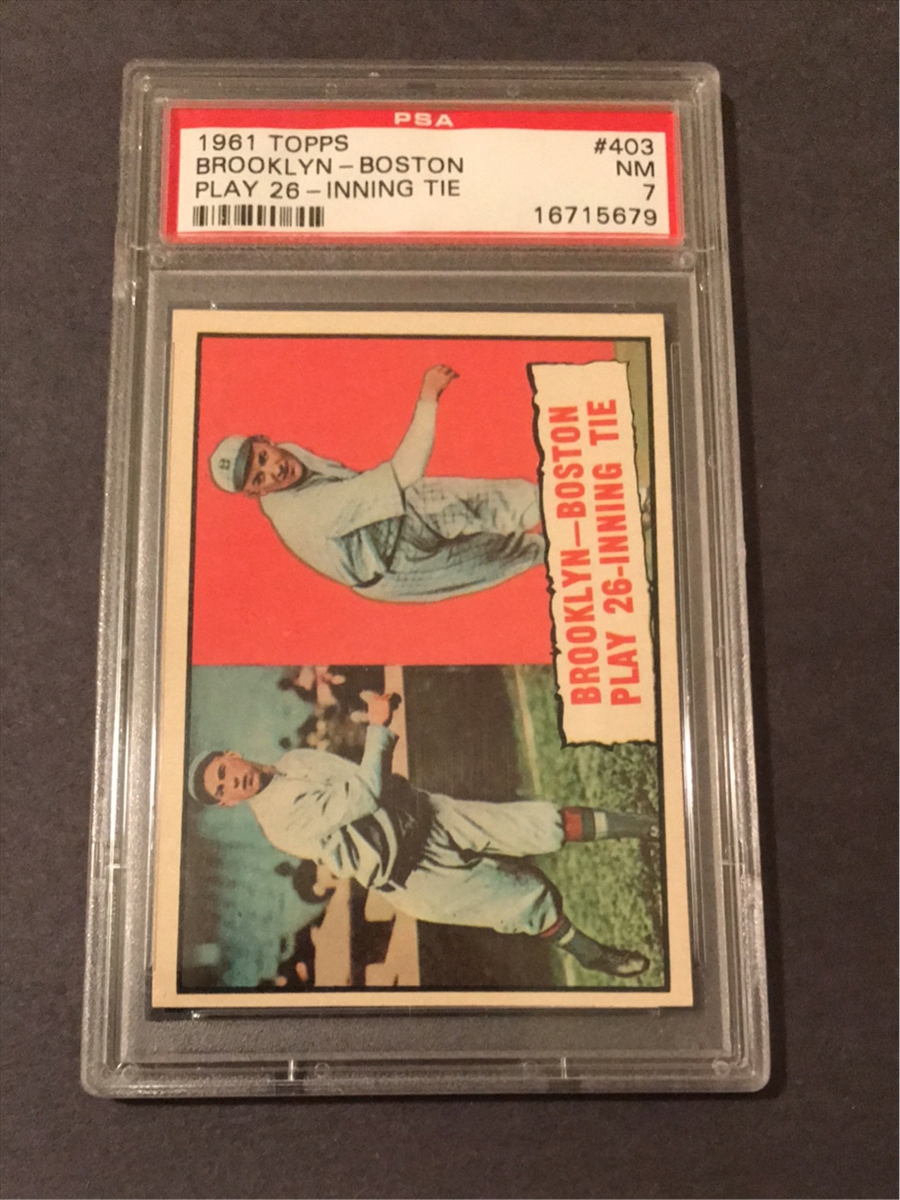 PSA
1961 TOPPS #403
BROOKLYN-BOSTON NM
PLAY 26-INNING TIE 7
16715679
BROOKLYN-BOSTON
PLAY 26-INNING TIE
B